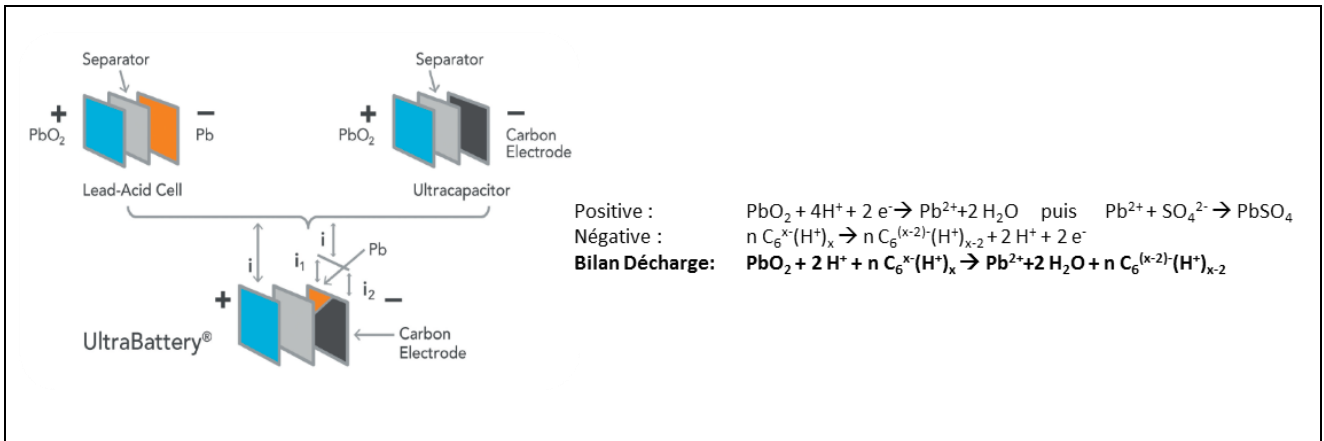 Separator
Separator
+
PbO₂
−
Pb
+
PbO₂
−
Carbon
Electrode
Lead-Acid Cell
Ultracapacitor
Positive : PbO₂ + 4H⁺ + 2 e⁻→ Pb²⁺+2 H₂O puis Pb²⁺ + SO₄²⁻ → PbSO₄
Négative : n C₆ˣ⁻(H⁺)ₓ → n C₆⁽ˣ⁻²⁾⁻(H⁺)ₓ₋₂ + 2 H⁺ + 2 e⁻
Bilan Décharge: PbO₂ + 2 H⁺ + n C₆ˣ⁻(H⁺)ₓ → Pb²⁺+2 H₂O + n C₆⁽ˣ⁻²⁾⁻(H⁺)ₓ₋₂
i
i
i₁
Pb
i₂
+
−
UltraBattery®
Carbon
Electrode